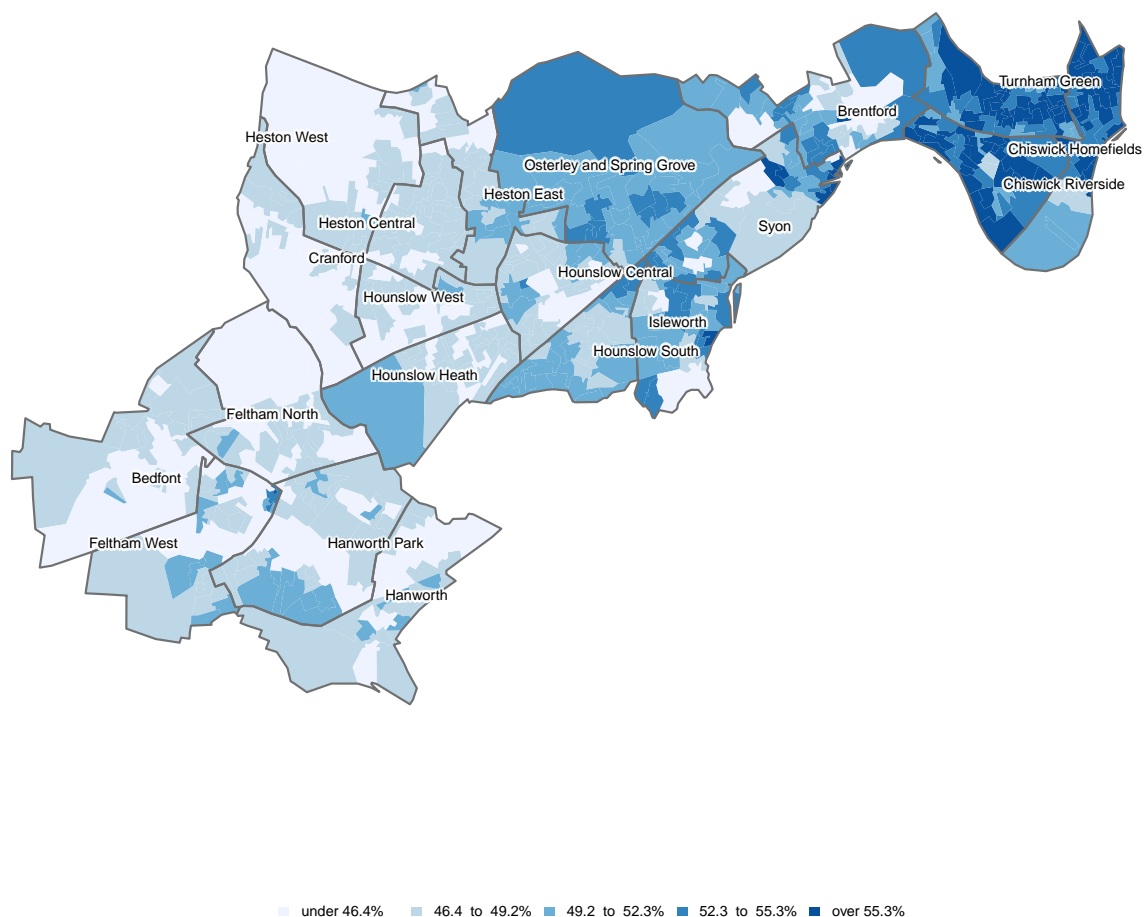 Turnham Green
Brentford
Heston West
Chiswick Homefields
Osterley and Spring Grove
Chiswick Riverside
Heston East
Heston Central
Syon
Cranford
Hounslow Central
Hounslow West
Isleworth
Hounslow South
Hounslow Heath
Feltham North
Bedfont
Feltham West
Hanworth Park
Hanworth
under 46.4% 46.4 to 49.2% 49.2 to 52.3% 52.3 to 55.3% over 55.3%